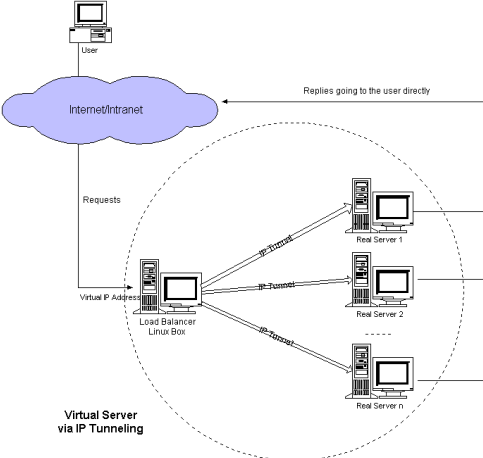 User
Internet/Intranet
Replies going to the user directly
Requests
IP Tunnel
Real Server 1
Virtual IP Address
IP Tunnel
Real Server 2
Load Balancer
Linux Box
IP Tunnel
Real Server n
Virtual Server
via IP Tunneling